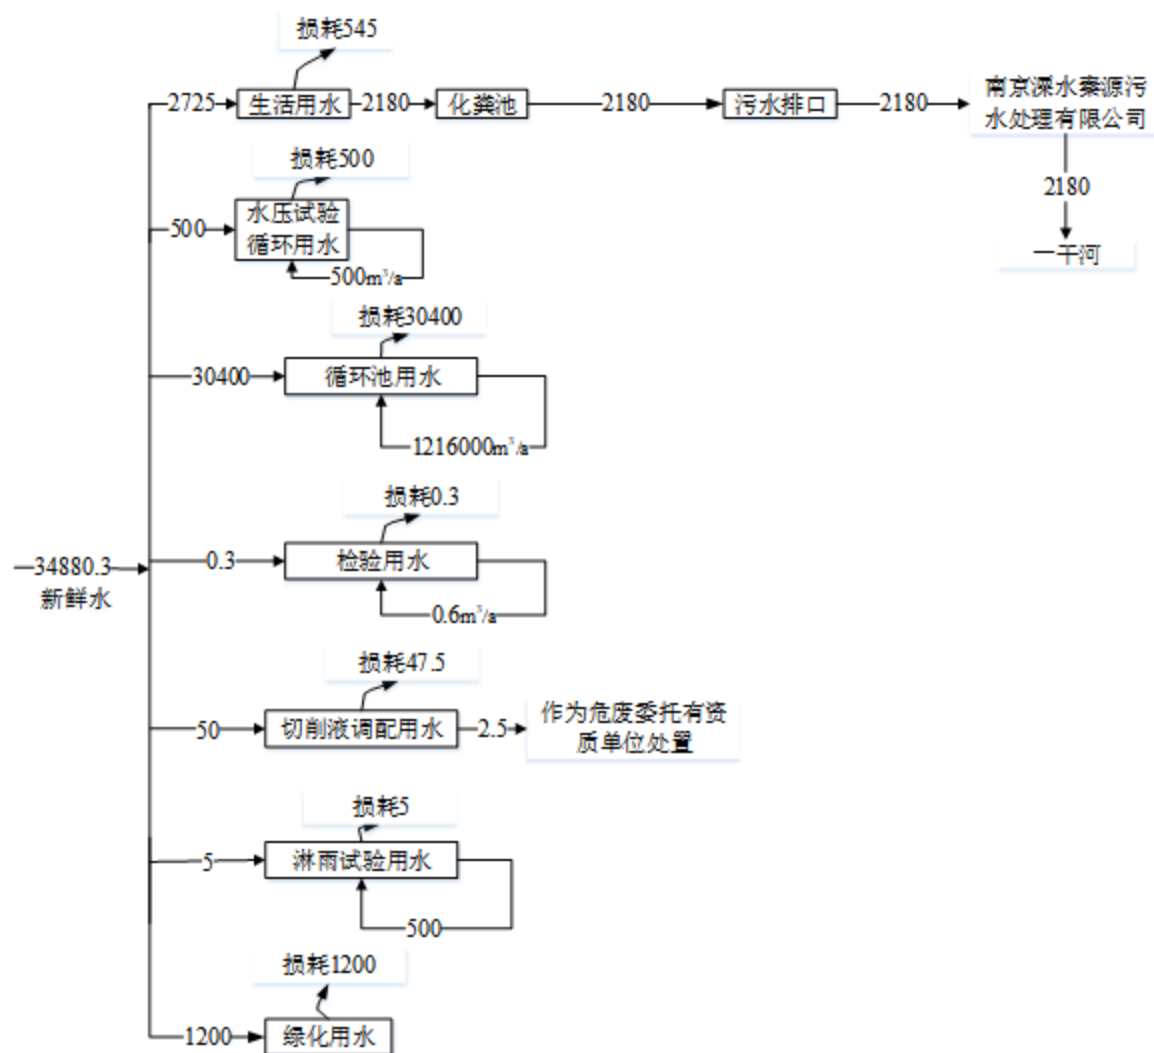 损耗545
2725
生活用水
2180
化粪池
2180
污水排口
2180
南京溧水秦源污
水处理有限公司
2180
一干河
损耗500
500
水压试验
循环用水
500m³/a
损耗30400
30400
循环池用水
1216000m³/a
损耗0.3
34880.3
新鲜水
0.3
检验用水
0.6m³/a
损耗47.5
50
切削液调配用水
2.5
作为危废委托有资
质单位处置
损耗5
5
淋雨试验用水
500
损耗1200
1200
绿化用水